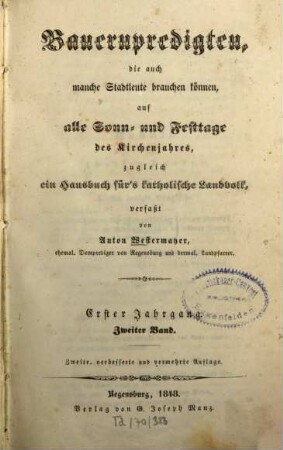 Bauernpredigten,
die auch
manche Stadtleute brauchen können,
auf
alle Sonn- und Festtage
des Kirchenjahres,
zugleich
ein Hausbuch für's katholische Landvolk,
verfaßt
von
Anton Westermayer,
ehemal. Domprediger von Regensburg und dermal. Landpfarrer.
Erster Jahrgang.
Zweiter Band.
Zweite, verbesserte und vermehrte Auflage.
Regensburg, 1848.
Verlag von G. Joseph Manz.